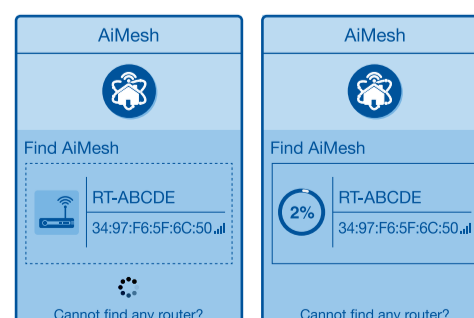 AiMesh
Find AiMesh
RT-ABCDE
34:97:F6:5F:6C:50
Cannot find any router?
AiMesh
Find AiMesh
2%
RT-ABCDE
34:97:F6:5F:6C:50
Cannot find any router?